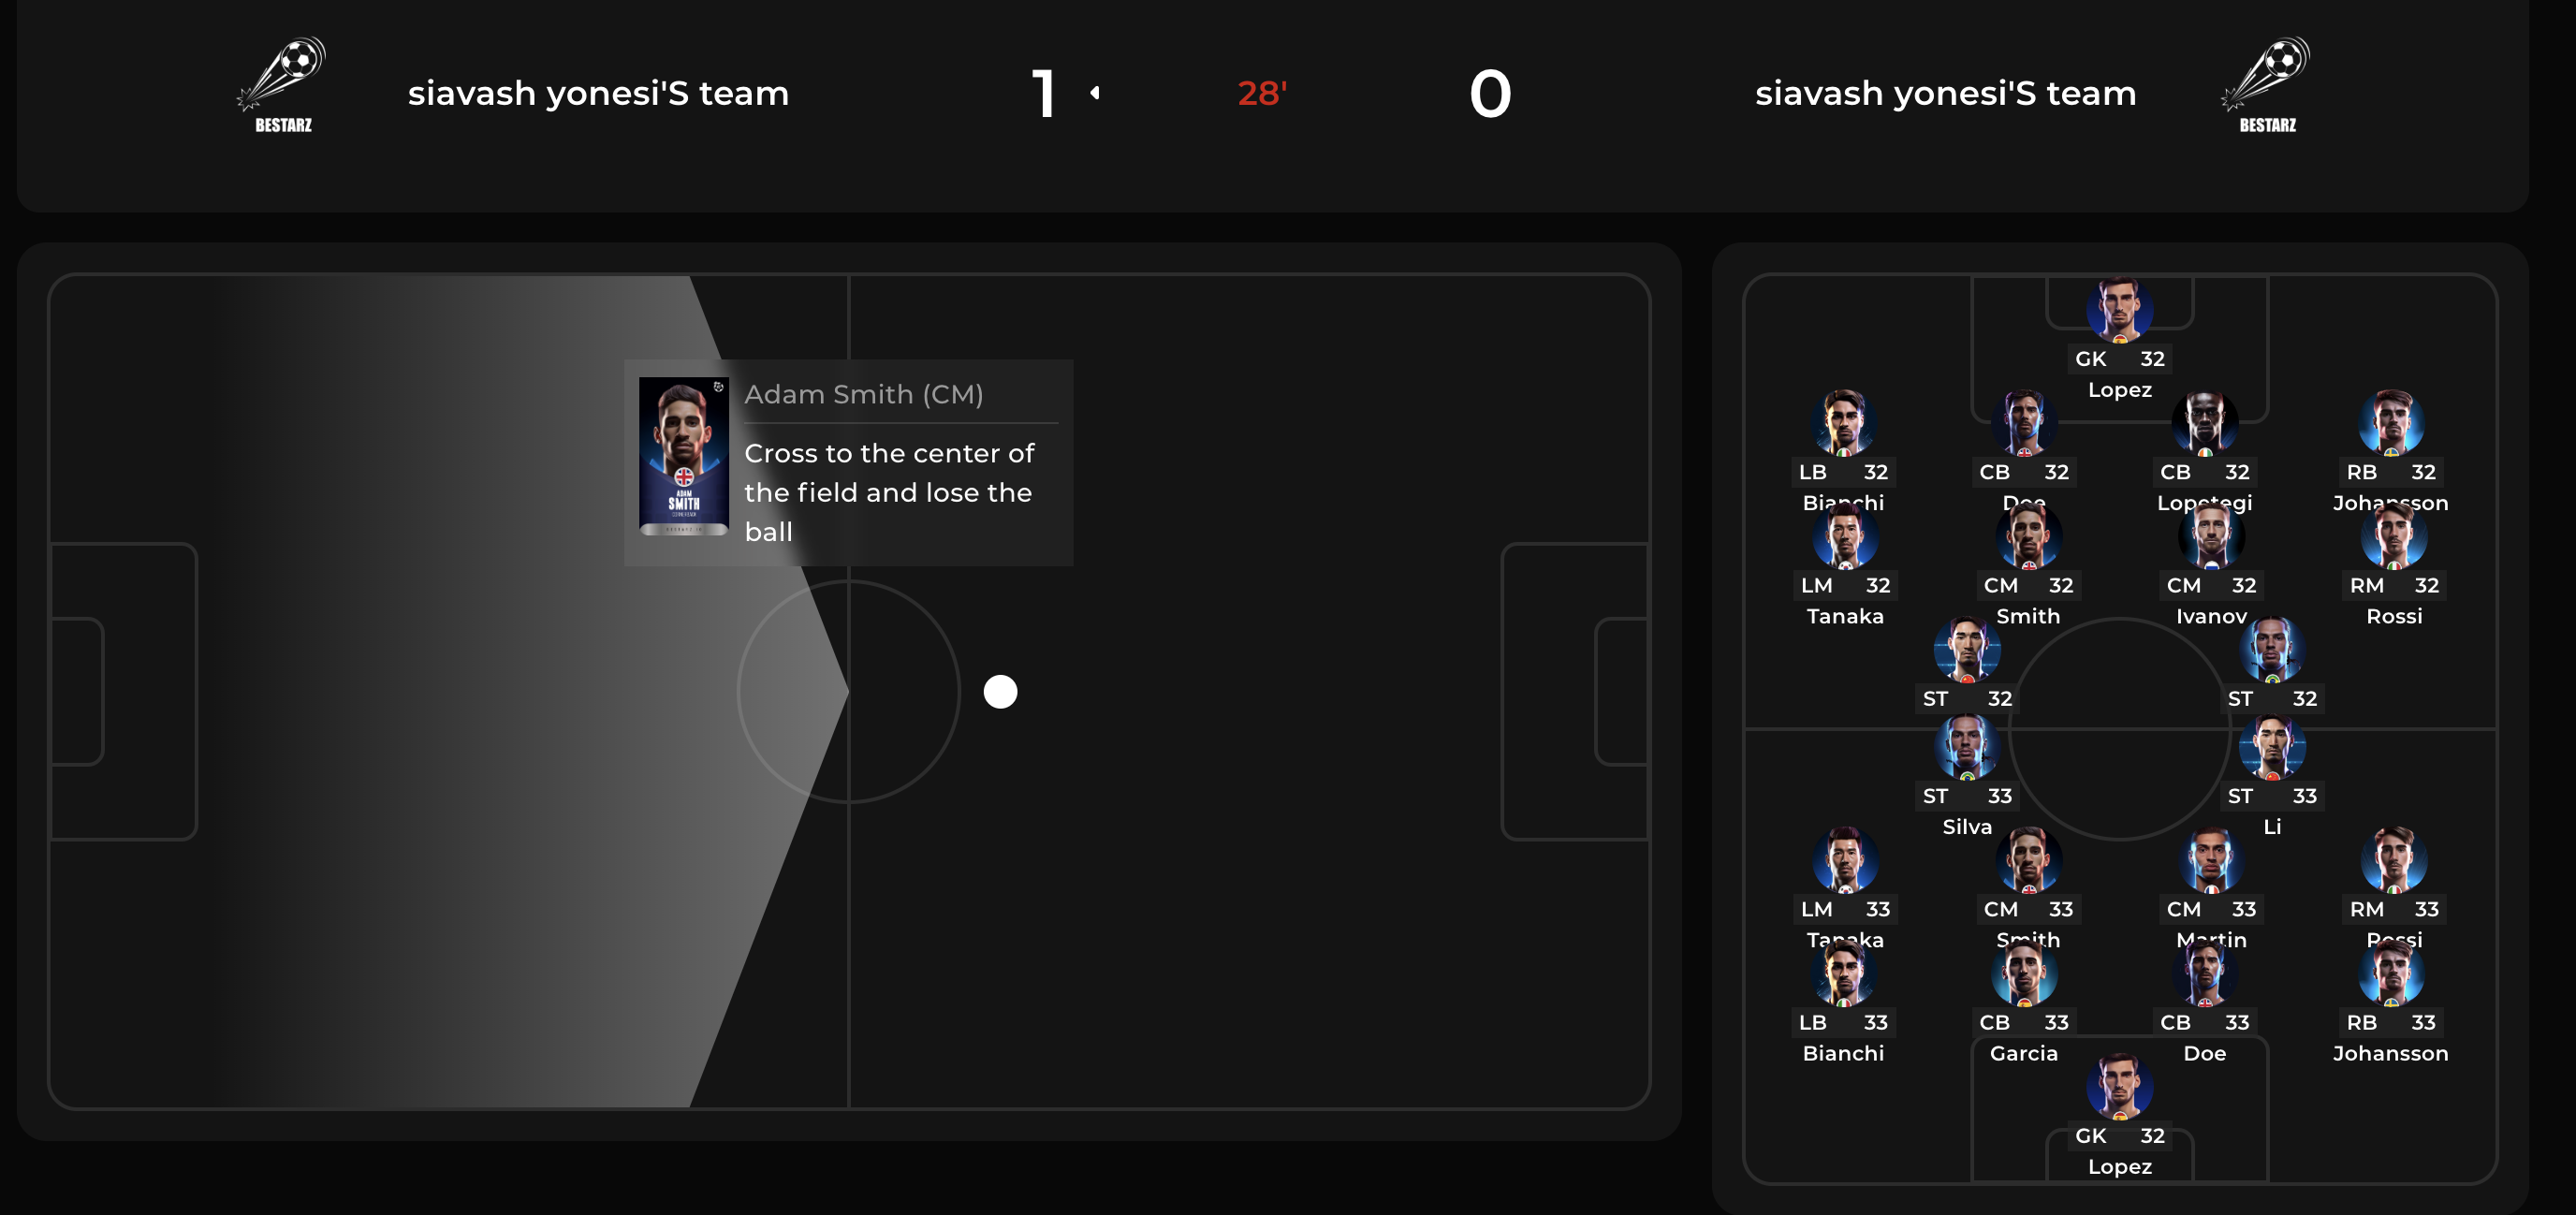 siavash yonesi'S team
1
28'
0
siavash yonesi'S team
BESTARZ
BESTARZ
Adam Smith (CM)
Cross to the center of
the field and lose the
ball
ADAM
SMITH
GK 32
Lopez
LB 32
CB 32
CB 32
RB 32
Bianchi
Doe
Lopetegi
Johansson
LM 32
CM 32
CM 32
RM 32
Tanaka
Smith
Ivanov
Rossi
ST 32
ST 32
ST 33
ST 33
Silva
Li
LM 33
CM 33
CM 33
RM 33
Tanaka
Smith
Martin
Rossi
LB 33
CB 33
CB 33
RB 33
Bianchi
Garcia
Doe
Johansson
GK 32
Lopez